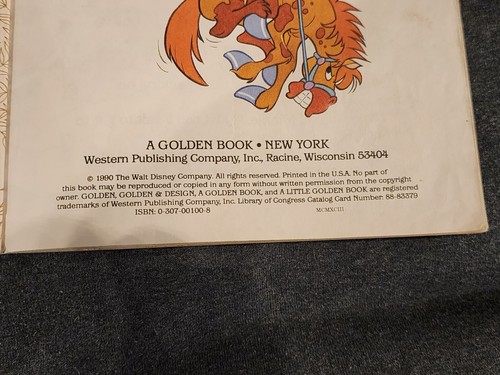 A GOLDEN BOOK • NEW YORK
Western Publishing Company, Inc., Racine, Wisconsin 53404
© 1990 The Walt Disney Company. All rights reserved. Printed in the U.S.A. No part of
this book may be reproduced or copied in any form without written permission from the copyright
owner. GOLDEN, GOLDEN & DESIGN, A GOLDEN BOOK, and A LITTLE GOLDEN BOOK are registered
trademarks of Western Publishing Company, Inc. Library of Congress Catalog Card Number: 88-83379
ISBN: 0-307-00100-8 MCMXCIII